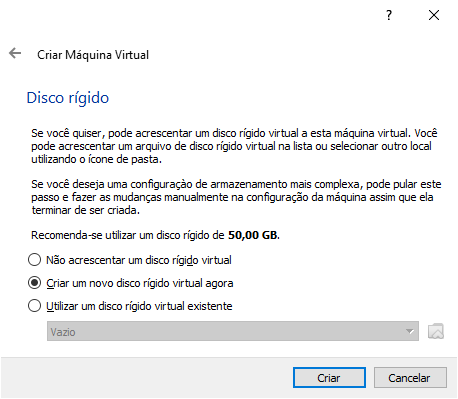 ?
Criar Máquina Virtual
Disco rígido
Se você quiser, pode acrescentar um disco rígido virtual a esta máquina virtual. Você
pode acrescentar um arquivo de disco rígido virtual na lista ou selecionar outro local
utilizando o ícone de pasta.
Se você deseja uma configuração de armazenamento mais complexa, pode pular este
passo e fazer as mudanças manualmente na configuração da máquina assim que ela
terminar de ser criada.
Recomenda-se utilizar um disco rígido de 50,00 GB.
Não acrescentar um disco rígido virtual
Criar um novo disco rígido virtual agora
Utilizar um disco rígido virtual existente
Vazio
Criar
Cancelar